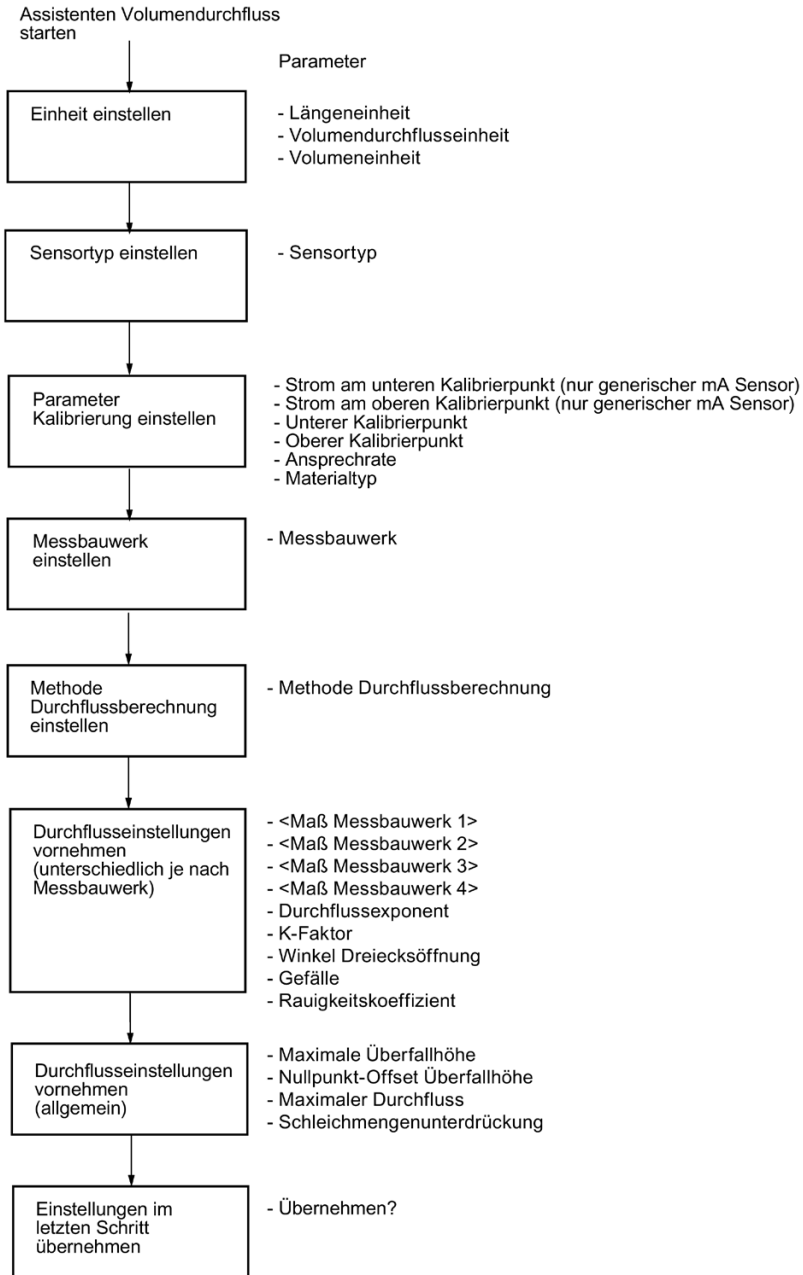 Assistenten Volumendurchfluss
starten
Parameter
Einheit einstellen
- Längeneinheit
- Volumendurchflusseinheit
- Volumeneinheit
Sensortyp einstellen
- Sensortyp
Parameter
Kalibrierung einstellen
- Strom am unteren Kalibrierpunkt (nur generischer mA Sensor)
- Strom am oberen Kalibrierpunkt (nur generischer mA Sensor)
- Unterer Kalibrierpunkt
- Oberer Kalibrierpunkt
- Ansprechrate
- Materialtyp
Messbauwerk
einstellen
- Messbauwerk
Methode
Durchflussberechnung
einstellen
- Methode Durchflussberechnung
Durchflusseinstellungen
vornehmen
(unterschiedlich je nach
Messbauwerk)
- <Maß Messbauwerk 1>
- <Maß Messbauwerk 2>
- <Maß Messbauwerk 3>
- <Maß Messbauwerk 4>
- Durchflussexponent
- K-Faktor
- Winkel Dreiecksöffnung
- Gefälle
- Rauigkeitskoeffizient
Durchflusseinstellungen
vornehmen
(allgemein)
- Maximale Überfallhöhe
- Nullpunkt-Offset Überfallhöhe
- Maximaler Durchfluss
- Schleichmengenunterdrückung
Einstellungen im
letzten Schritt
übernehmen
- Übernehmen?